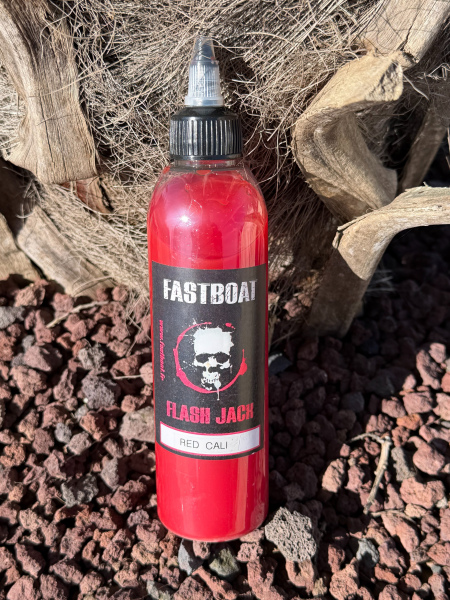 FASTBOAT
FLASH JACK
RED CALI